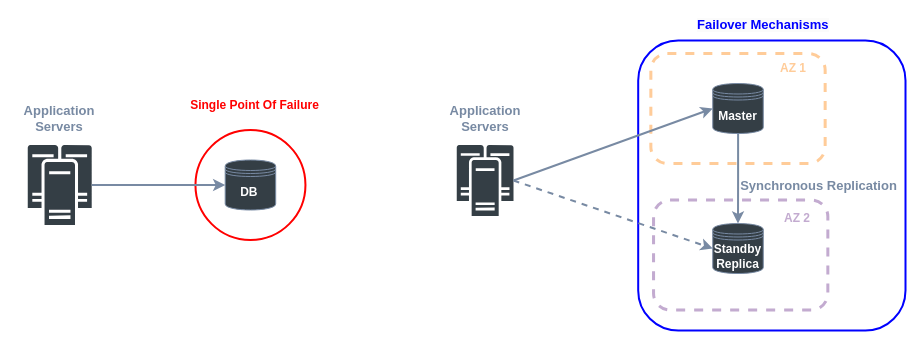 Application
Servers
Single Point Of Failure
DB
Application
Servers
Failover Mechanisms
AZ 1
Master
Synchronous Replication
AZ 2
Standby
Replica